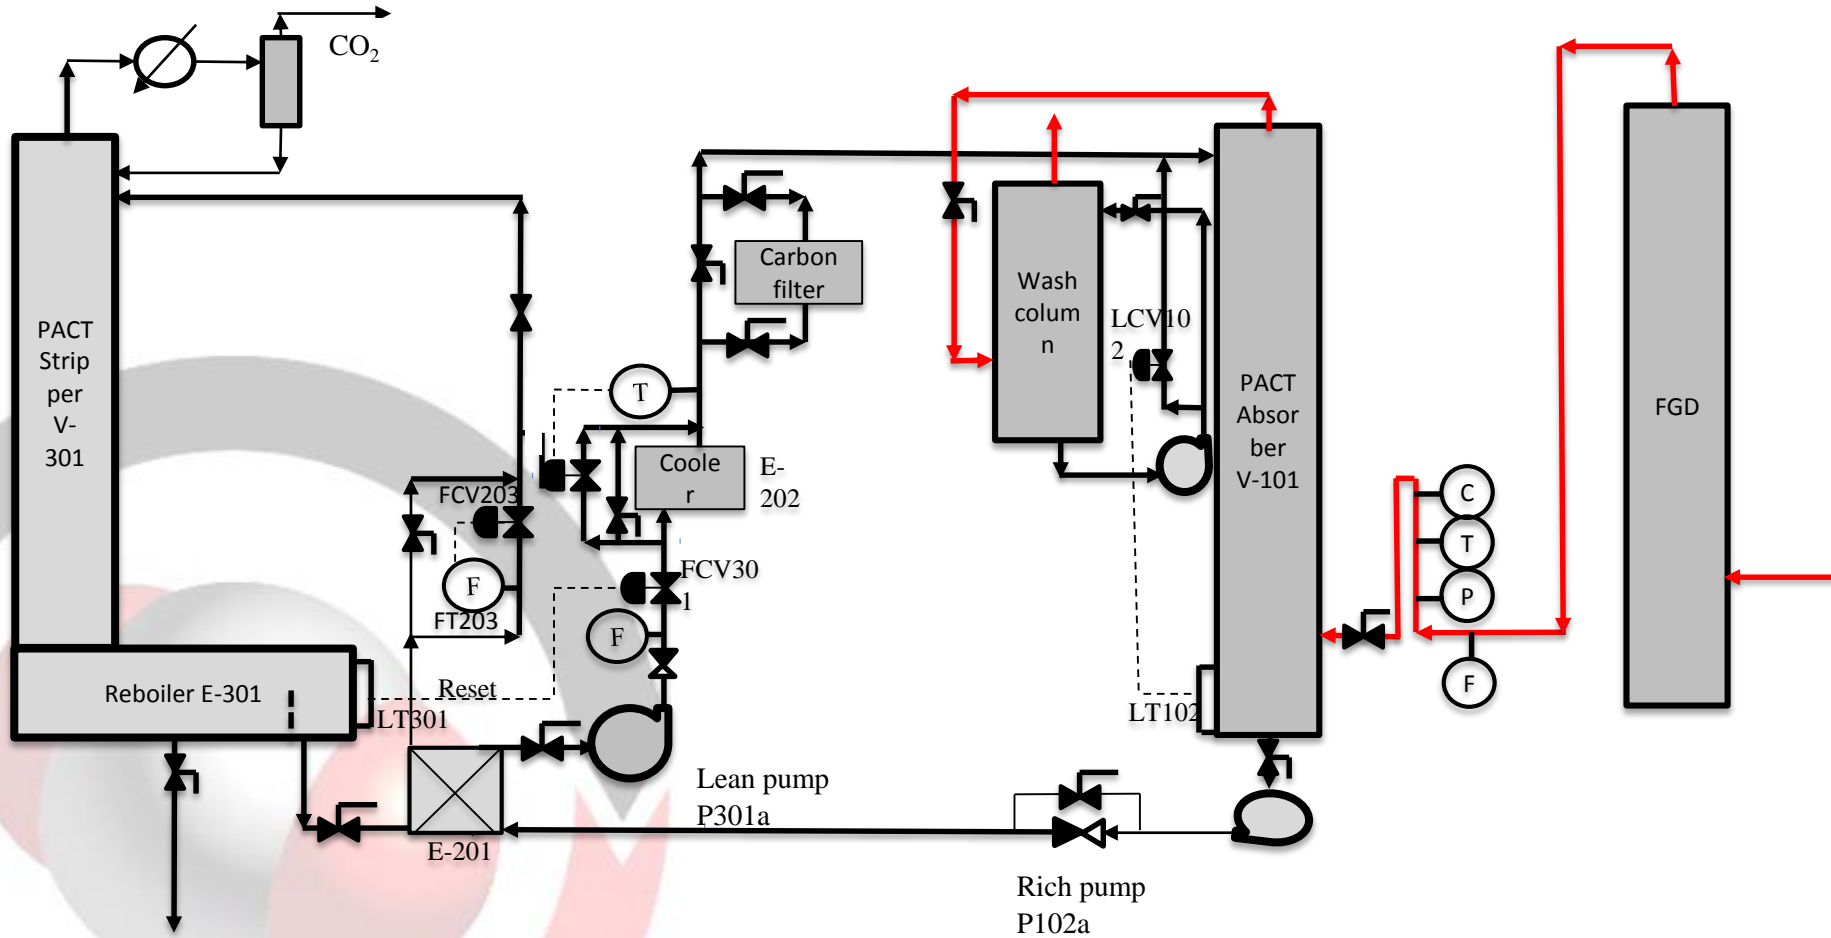 CO2
PACT
Strip
per
V-
301
Carbon
filter
Wash
colum
n
LCV10
2
PACT
Absor
ber
V-101
FGD
T
Coole
r
E-
202
FCV203
F
FT203
FCV30
1
F
C
T
P
F
Reboiler E-301
Reset
LT301
LT102
Lean pump
P301a
E-201
Rich pump
P102a